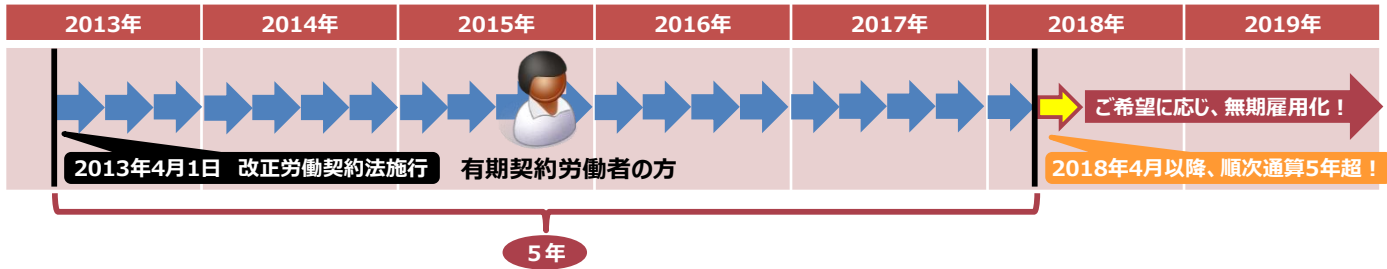 2013年 2014年 2015年 2016年 2017年 2018年 2019年
ご希望に応じ、無期雇用化！
2013年4月1日 改正労働契約法施行
有期契約労働者の方
2018年4月以降、順次通算5年超！
５年